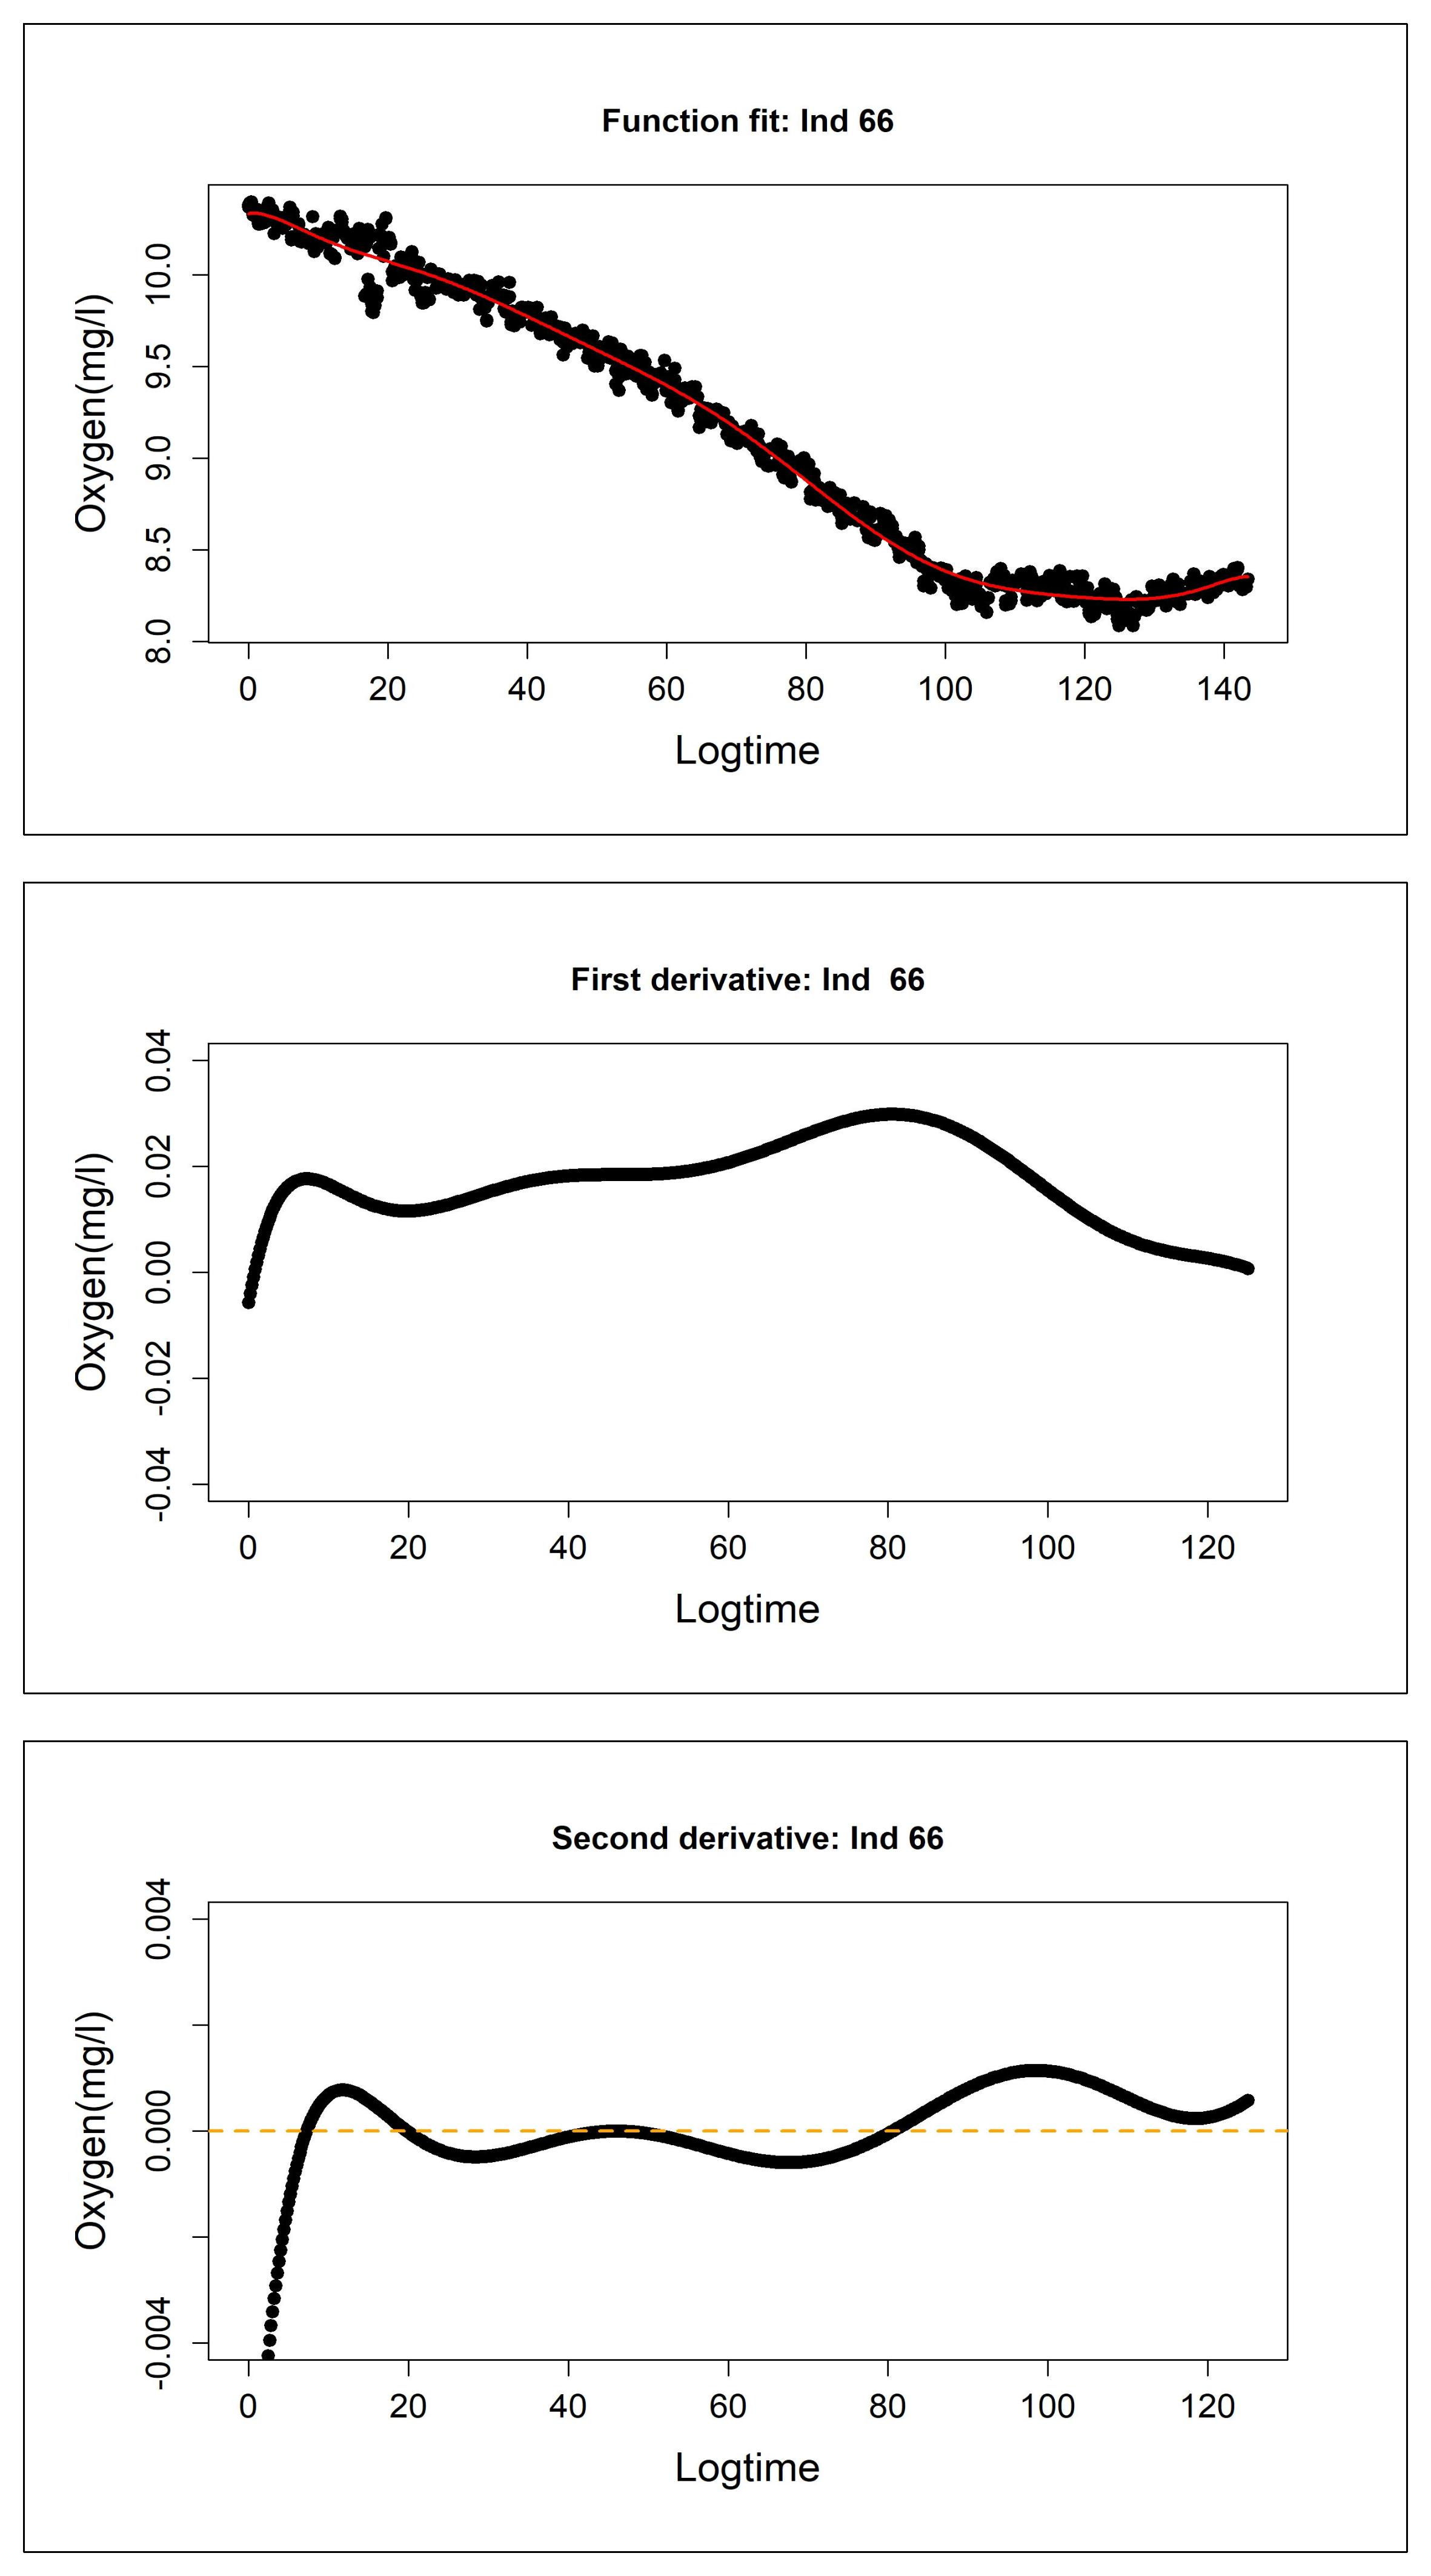 Function fit: Ind 66
Oxygen(mg/l)
10.0
9.5
9.0
8.5
8.0
0 20 40 60 80 100 120 140
Logtime
First derivative: Ind  66
Oxygen(mg/l)
0.04
0.02
0.00
-0.02
-0.04
0 20 40 60 80 100 120
Logtime
Second derivative: Ind 66
Oxygen(mg/l)
0.004
0.000
-0.004
0 20 40 60 80 100 120
Logtime